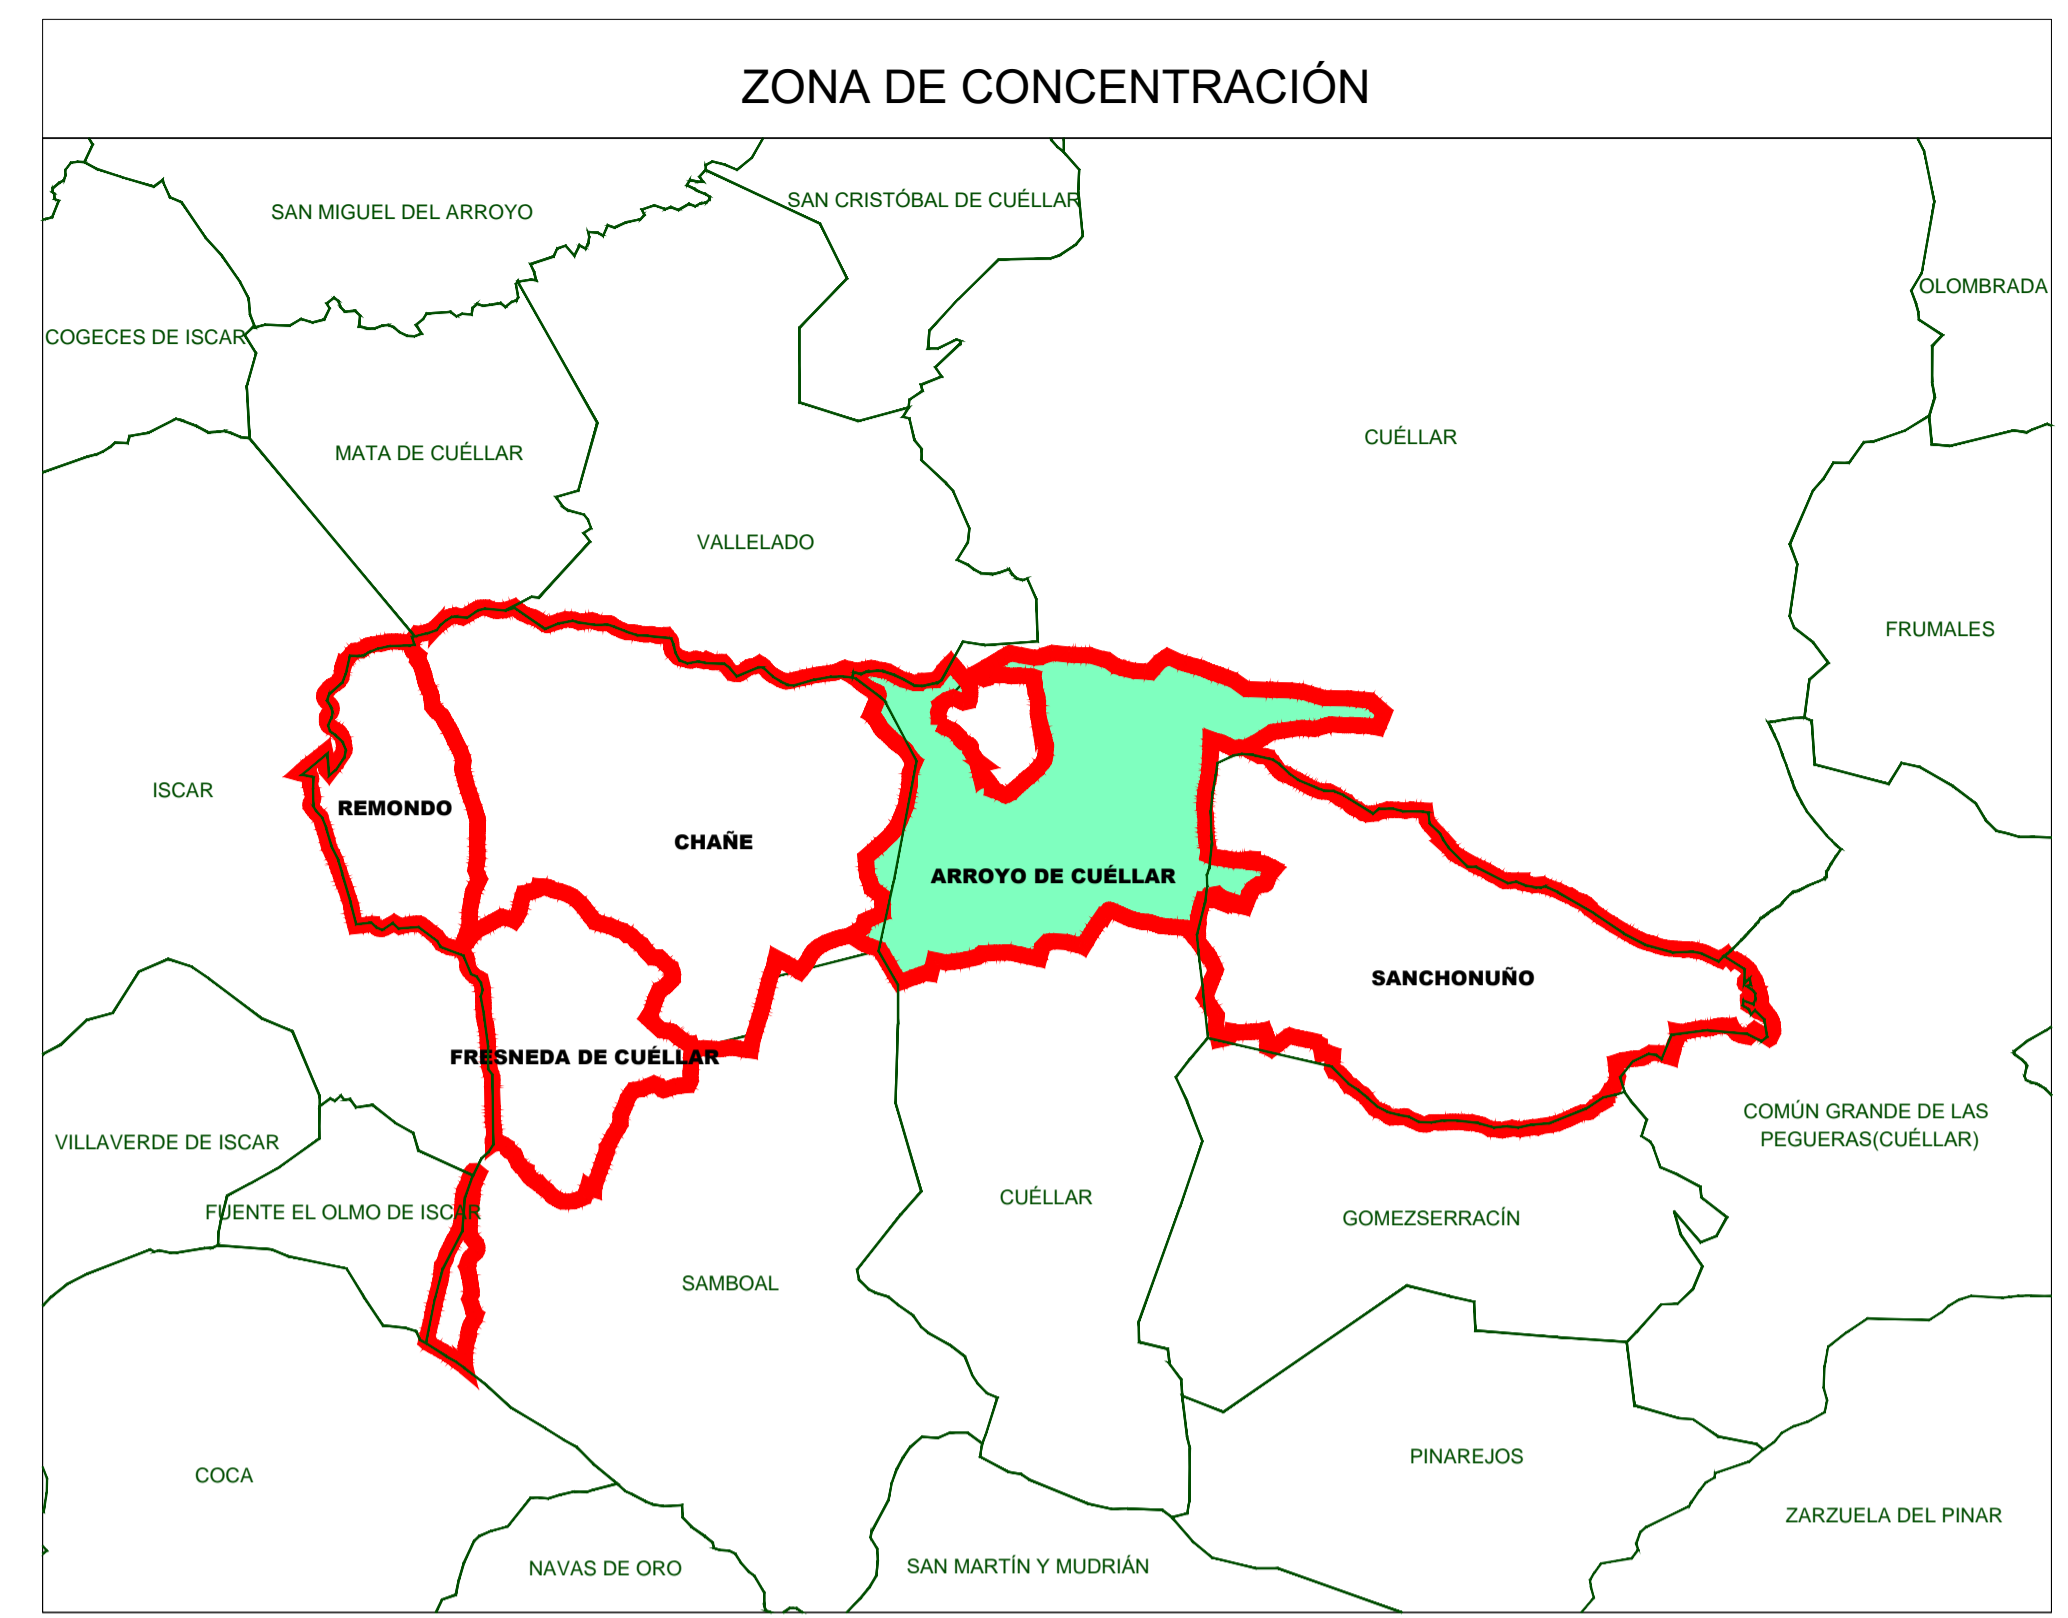 ZONA DE CONCENTRACIÓN
SAN MIGUEL DEL ARROYO
SAN CRISTÓBAL DE CUÉLLAR
OLOMBRADA
COGECES DE ISCAR
CUÉLLAR
MATA DE CUÉLLAR
VALLELADO
FRUMALES
ISCAR
REMONDO
CHAÑE
ARROYO DE CUÉLLAR
SANCHONUÑO
FRESNEDA DE CUÉLLAR
COMÚN GRANDE DE LAS
PEGUERAS(CUÉLLAR)
VILLAVERDE DE ISCAR
CUÉLLAR
FUENTE EL OLMO DE ISCAR
GOMEZSERRACÍN
SAMBOAL
PINAREJOS
COCA
ZARZUELA DEL PINAR
NAVAS DE ORO
SAN MARTÍN Y MUDRIÁN